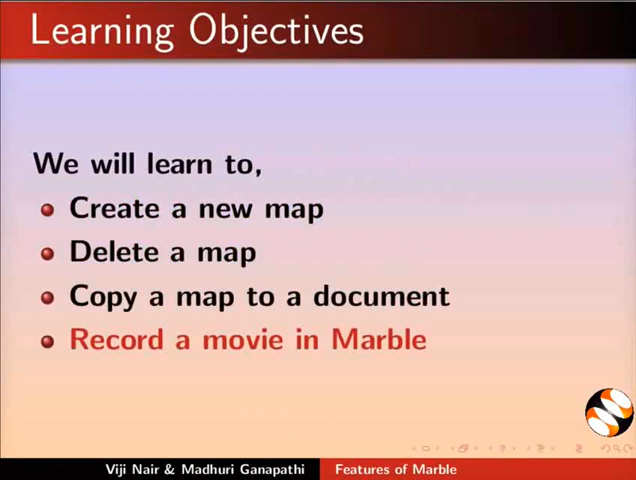 Learning Objectives
We will learn to,
Create a new map
Delete a map
Copy a map to a document
Record a movie in Marble
Viji Nair & Madhuri Ganapathi
Features of Marble